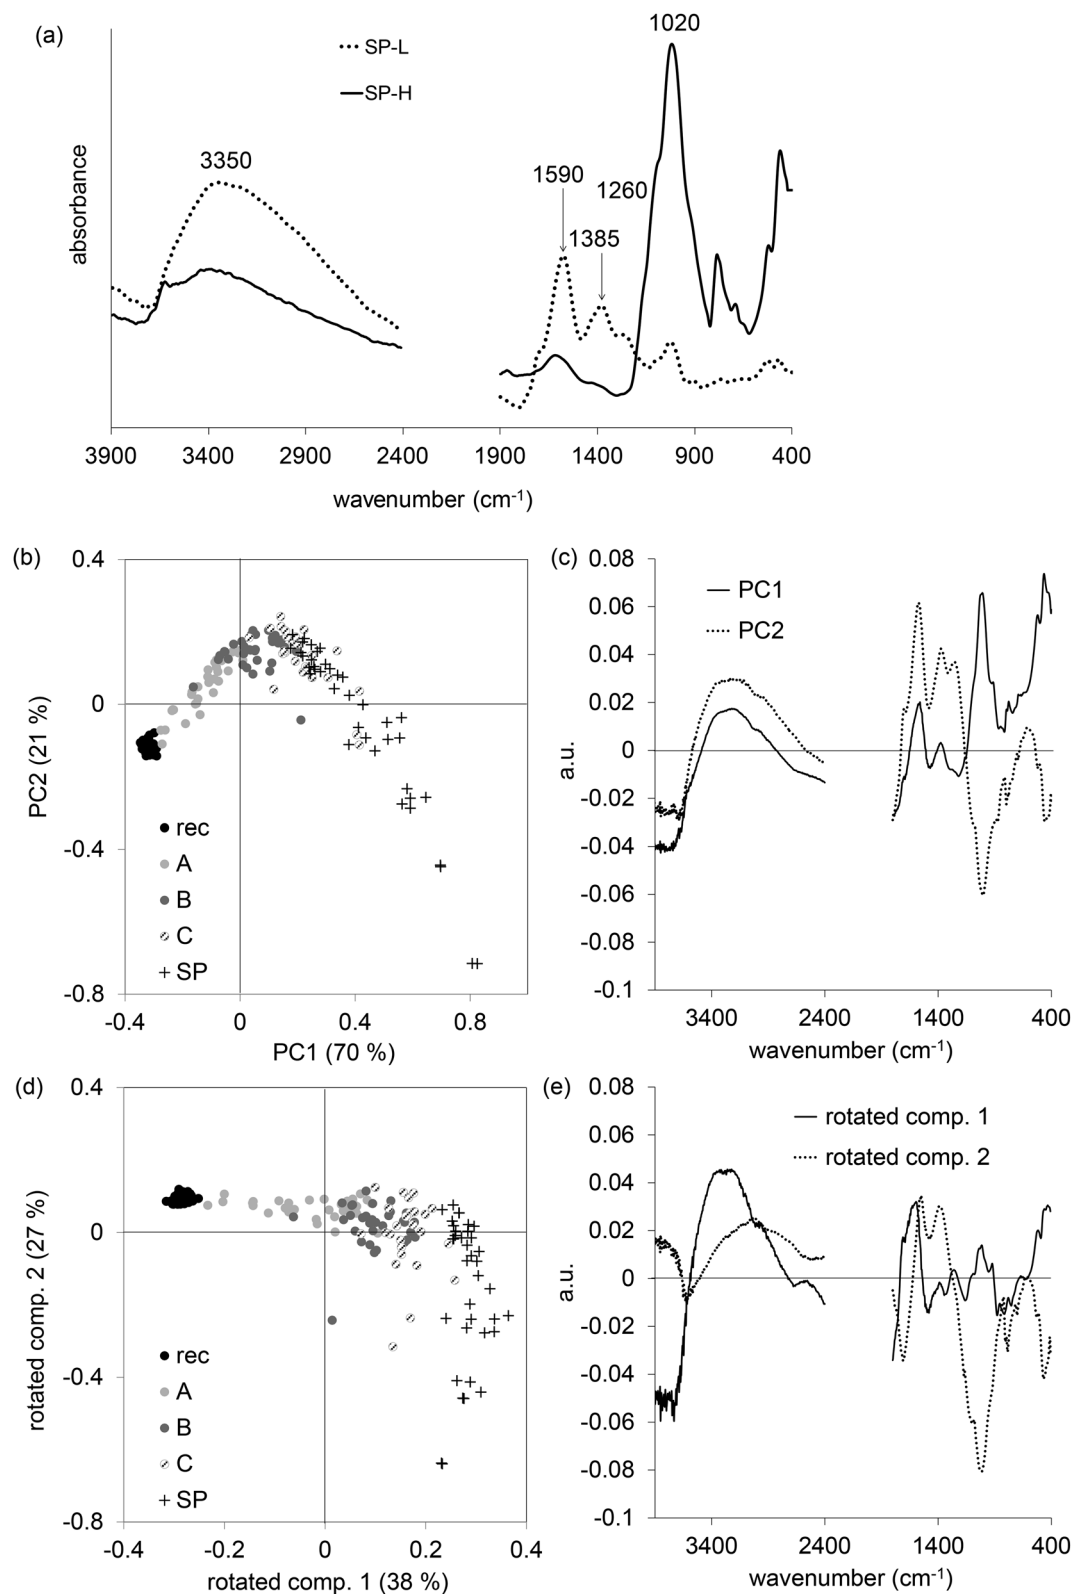 (a)
SP-L
SP-H
1020
3350
1590
1260
1385
absorbance
3900 3400 2900 2400 1900 1400 900 400
wavenumber (cm-1)
(b)
0.4
0
-0.4
-0.8
PC2 (21 %)
rec
A
B
C
SP
-0.4 0 0.4 0.8
PC1 (70 %)
(c)
0.08
0.06
0.04
0.02
0
-0.02
-0.04
-0.06
-0.08
-0.1
a.u.
PC1
PC2
3400 2400 1400 400
wavenumber (cm-1)
(d)
0.4
0
-0.4
-0.8
rotated comp. 2 (27 %)
rec
A
B
C
SP
-0.4 -0.2 0 0.2 0.4
rotated comp. 1 (38 %)
(e)
0.08
0.06
0.04
0.02
0
-0.02
-0.04
-0.06
-0.08
-0.1
a.u.
rotated comp. 1
rotated comp. 2
3400 2400 1400 400
wavenumber (cm-1)